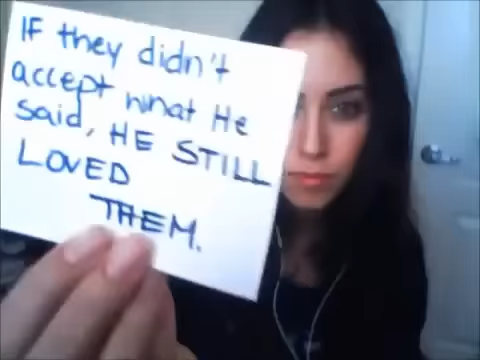 IF they didn't
accept what He
said, HE STILL
LOVED
THEM.